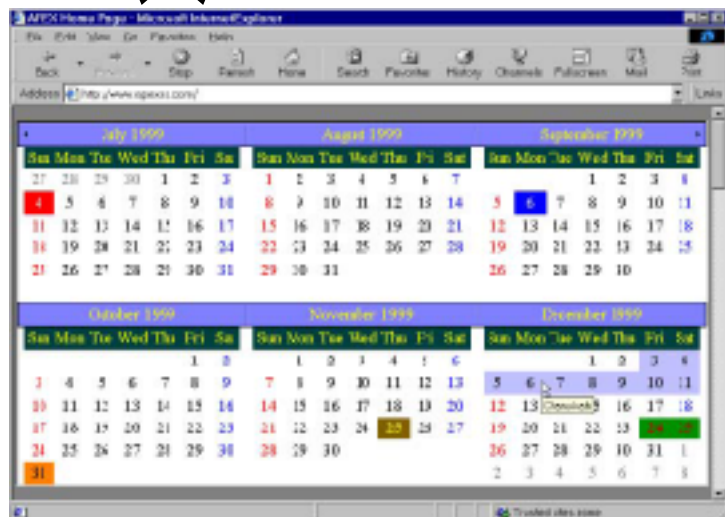 APEX Home Page - Microsoft Internet Explorer
File Edit View Go Favorites Help
Back Stop Refresh Home Search Favorites History Channels Fullscreen Mail Print
Address Links
July 1999 August 1999 September 1999
Sun Mon Tue Wed Thu Fri Sat Sun Mon Tue Wed Thu Fri Sat Sun Mon Tue Wed Thu Fri Sat
27 28 29 30 1 2 3 1 2 3 4 5 6 7 1 2 3 4
4 5 6 7 8 9 10 8 9 10 11 12 13 14 5 6 7 8 9 10 11
11 12 13 14 15 16 17 15 16 17 18 19 20 21 12 13 14 15 16 17 18
18 19 20 21 22 23 24 22 23 24 25 26 27 28 19 20 21 22 23 24 25
25 26 27 28 29 30 31 29 30 31 26 27 28 29 30
October 1999 November 1999 December 1999
Sun Mon Tue Wed Thu Fri Sat Sun Mon Tue Wed Thu Fri Sat Sun Mon Tue Wed Thu Fri Sat
1 2 1 2 3 4 5 6 1 2 3 4
3 4 5 6 7 8 9 7 8 9 10 11 12 13 5 6 7 8 9 10 11
10 11 12 13 14 15 16 14 15 16 17 18 19 20 12 13 16 17 18
17 18 19 20 21 22 23 21 22 23 24 25 26 27 19 20 21 22 23 24 25
24 25 26 27 28 29 30 28 29 30 26 27 28 29 30 31 1
31 2 3 4 5 6 7 8
Trusted sites zone